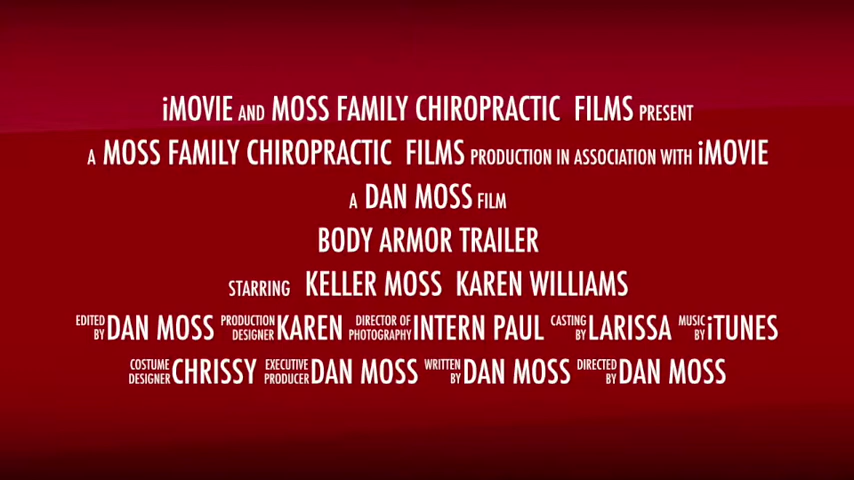 iMOVIE AND MOSS FAMILY CHIROPRACTIC FILMS PRESENT
A MOSS FAMILY CHIROPRACTIC FILMS PRODUCTION IN ASSOCIATION WITH iMOVIE
A DAN MOSS FILM
BODY ARMOR TRAILER
STARRING KELLER MOSS KAREN WILLIAMS
EDITED BY DAN MOSS PRODUCTION DESIGNER KAREN DIRECTOR OF PHOTOGRAPHY INTERN PAUL CASTING BY LARISSA MUSIC BY iTUNES
COSTUME DESIGNER CHRISSY EXECUTIVE PRODUCER DAN MOSS WRITTEN BY DAN MOSS DIRECTED BY DAN MOSS